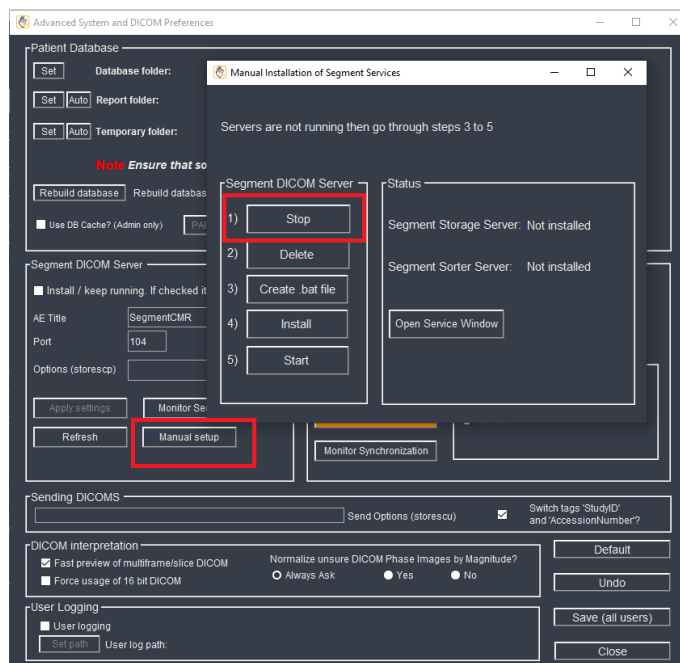 Advanced System and DICOM Preferences
Patient Database
Set Database folder:
Set Auto Report folder:
Set Auto Temporary folder:
Note Ensure that so
Rebuild database Rebuild databas
Use DB Cache? (Admin only)
Manual Installation of Segment Services
Servers are not running then go through steps 3 to 5
Segment DICOM Server
1) Stop
2) Delete
3) Create .bat file
4) Install
5) Start
Status
Segment Storage Server: Not installed
Segment Sorter Server: Not installed
Open Service Window
Segment DICOM Server
Install / keep running. If checked it
AE Title SegmentCMR
Port 104
Options (storescp)
Apply settings Monitor Se
Refresh Manual setup
Monitor Synchronization
Sending DICOMS
Send Options (storescu)
Switch tags 'StudyID'
and 'AccessionNumber'?
DICOM interpretation
Fast preview of multiframe/slice DICOM
Force usage of 16 bit DICOM
Normalize unsure DICOM Phase Images by Magnitude?
Always Ask Yes No
User Logging
User logging
Set path User log path:
Default
Undo
Save (all users)
Close